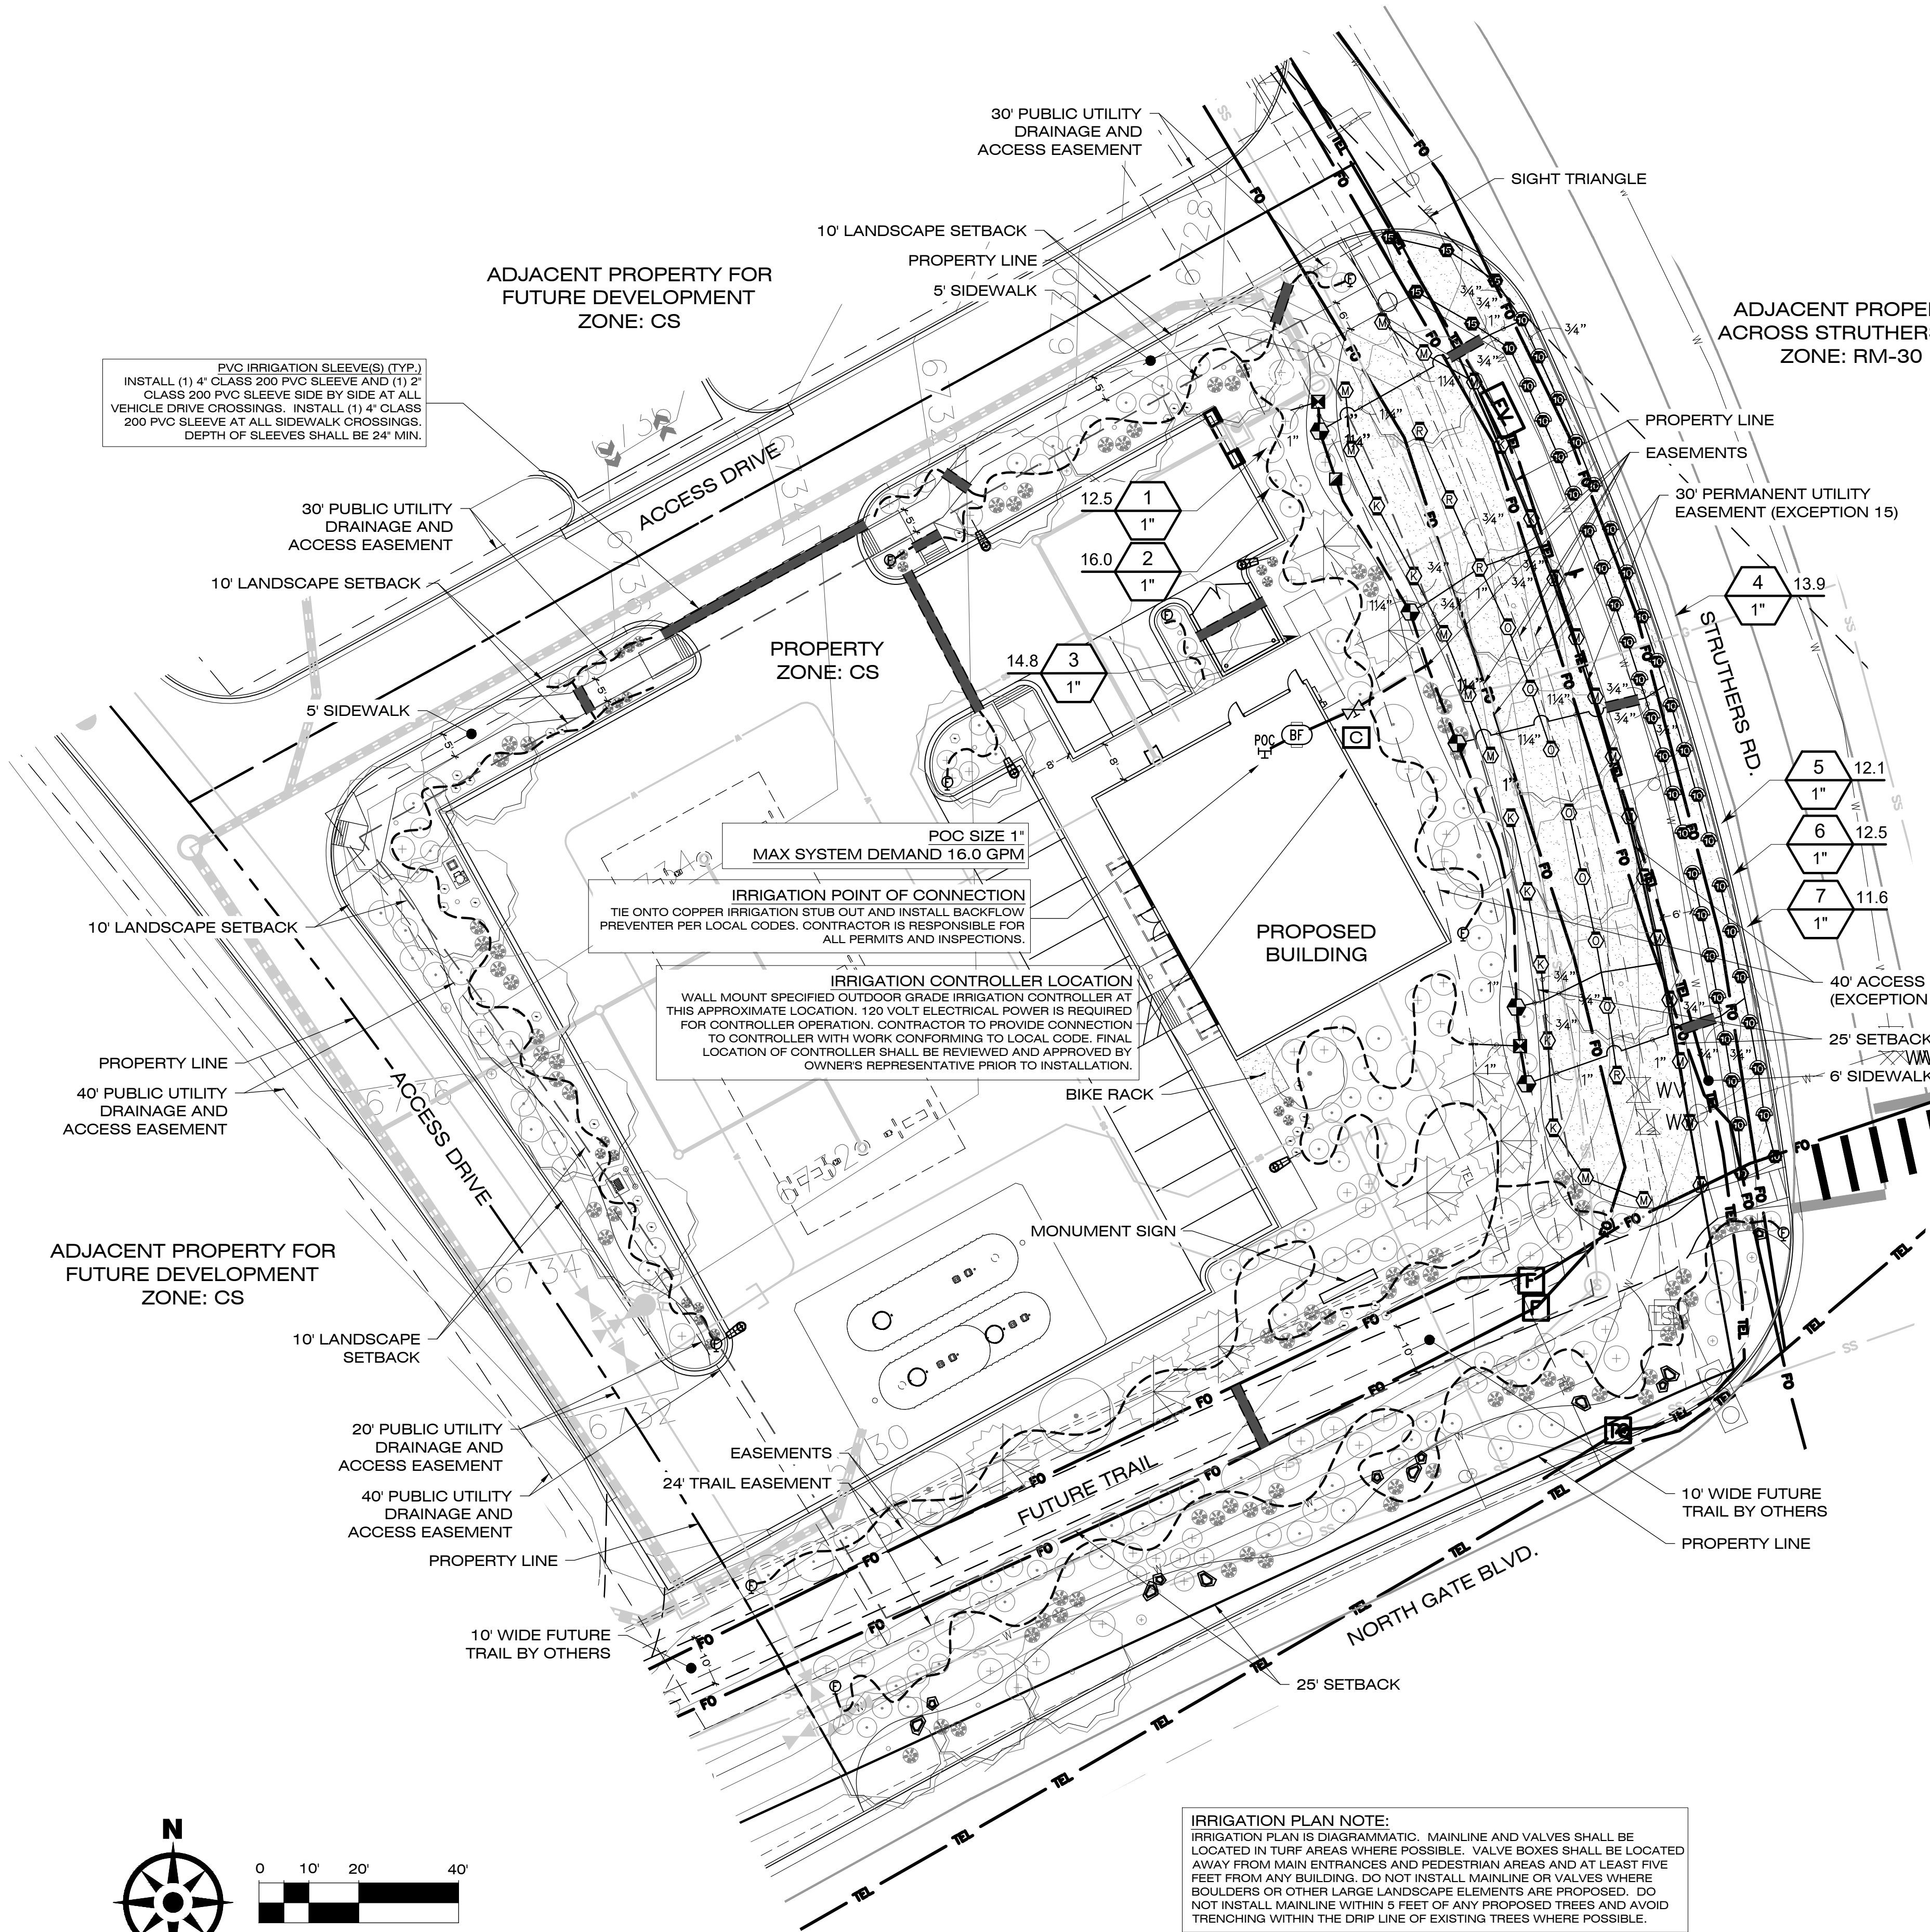 30' PUBLIC UTILITY
DRAINAGE AND
ACCESS EASEMENT
SIGHT TRIANGLE
10' LANDSCAPE SETBACK
PROPERTY LINE
5' SIDEWALK
ADJACENT PROPERTY FOR
FUTURE DEVELOPMENT
ZONE: CS
ADJACENT PROPE
ACROSS STRUTHER
ZONE: RM-30
PVC IRRIGATION SLEEVE(S) (TYP.)
INSTALL (1) 4" CLASS 200 PVC SLEEVE AND (1) 2"
CLASS 200 PVC SLEEVE SIDE BY SIDE AT ALL
VEHICLE DRIVE CROSSINGS. INSTALL (1) 4" CLASS
200 PVC SLEEVE AT ALL SIDEWALK CROSSINGS.
DEPTH OF SLEEVES SHALL BE 24" MIN.
ACCESS DRIVE
PROPERTY LINE
EASEMENTS
30' PERMANENT UTILITY
EASEMENT (EXCEPTION 15)
EV
30' PUBLIC UTILITY
DRAINAGE AND
ACCESS EASEMENT
12.5
1
1"
16.0
2
1"
10' LANDSCAPE SETBACK
4
1"
13.9
STRUTHERS RD.
PROPERTY
ZONE: CS
14.8
3
1"
5' SIDEWALK
POC
BF
C
5
1"
12.1
6
1"
12.5
7
1"
11.6
POC SIZE 1"
MAX SYSTEM DEMAND 16.0 GPM
IRRIGATION POINT OF CONNECTION
TIE ONTO COPPER IRRIGATION STUB OUT AND INSTALL BACKFLOW
PREVENTER PER LOCAL CODES. CONTRACTOR IS RESPONSIBLE FOR
ALL PERMITS AND INSPECTIONS.
PROPOSED
BUILDING
10' LANDSCAPE SETBACK
IRRIGATION CONTROLLER LOCATION
WALL MOUNT SPECIFIED OUTDOOR GRADE IRRIGATION CONTROLLER AT
THIS APPROXIMATE LOCATION. 120 VOLT ELECTRICAL POWER IS REQUIRED
FOR CONTROLLER OPERATION. CONTRACTOR TO PROVIDE CONNECTION
TO CONTROLLER WITH WORK CONFORMING TO LOCAL CODE. FINAL
LOCATION OF CONTROLLER SHALL BE REVIEWED AND APPROVED BY
OWNER'S REPRESENTATIVE PRIOR TO INSTALLATION.
40' ACCESS
(EXCEPTION
25' SETBACK
6' SIDEWALK
BIKE RACK
PROPERTY LINE
40' PUBLIC UTILITY
DRAINAGE AND
ACCESS EASEMENT
6736
ACCESS DRIVE
6732
WV
MONUMENT SIGN
ADJACENT PROPERTY FOR
FUTURE DEVELOPMENT
ZONE: CS
6734
F
F
10' LANDSCAPE
SETBACK
20' PUBLIC UTILITY
DRAINAGE AND
ACCESS EASEMENT
6732
40' PUBLIC UTILITY
DRAINAGE AND
ACCESS EASEMENT
EASEMENTS
24' TRAIL EASEMENT
FUTURE TRAIL
10' WIDE FUTURE
TRAIL BY OTHERS
PROPERTY LINE
PROPERTY LINE
NORTH GATE BLVD.
10' WIDE FUTURE
TRAIL BY OTHERS
25' SETBACK
N
0 10' 20' 40'
IRRIGATION PLAN NOTE:
IRRIGATION PLAN IS DIAGRAMMATIC. MAINLINE AND VALVES SHALL BE
LOCATED IN TURF AREAS WHERE POSSIBLE. VALVE BOXES SHALL BE LOCATED
AWAY FROM MAIN ENTRANCES AND PEDESTRIAN AREAS AND AT LEAST FIVE
FEET FROM ANY BUILDING. DO NOT INSTALL MAINLINE OR VALVES WHERE
BOULDERS OR OTHER LARGE LANDSCAPE ELEMENTS ARE PROPOSED. DO
NOT INSTALL MAINLINE WITHIN 5 FEET OF ANY PROPOSED TREES AND AVOID
TRENCHING WITHIN THE DRIP LINE OF EXISTING TREES WHERE POSSIBLE.